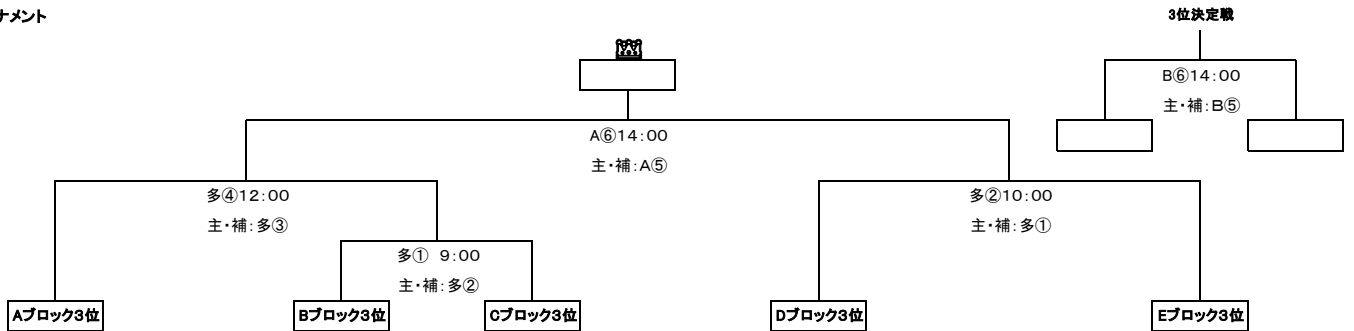 ナメント
3位決定戦
B⑥14:00
主・補:B⑤
A⑥14:00
主・補:A⑤
多④12:00
主・補:多③
多②10:00
主・補:多①
多① 9:00
主・補:多②
Aブロック3位
Bブロック3位
Cブロック3位
Dブロック3位
Eブロック3位